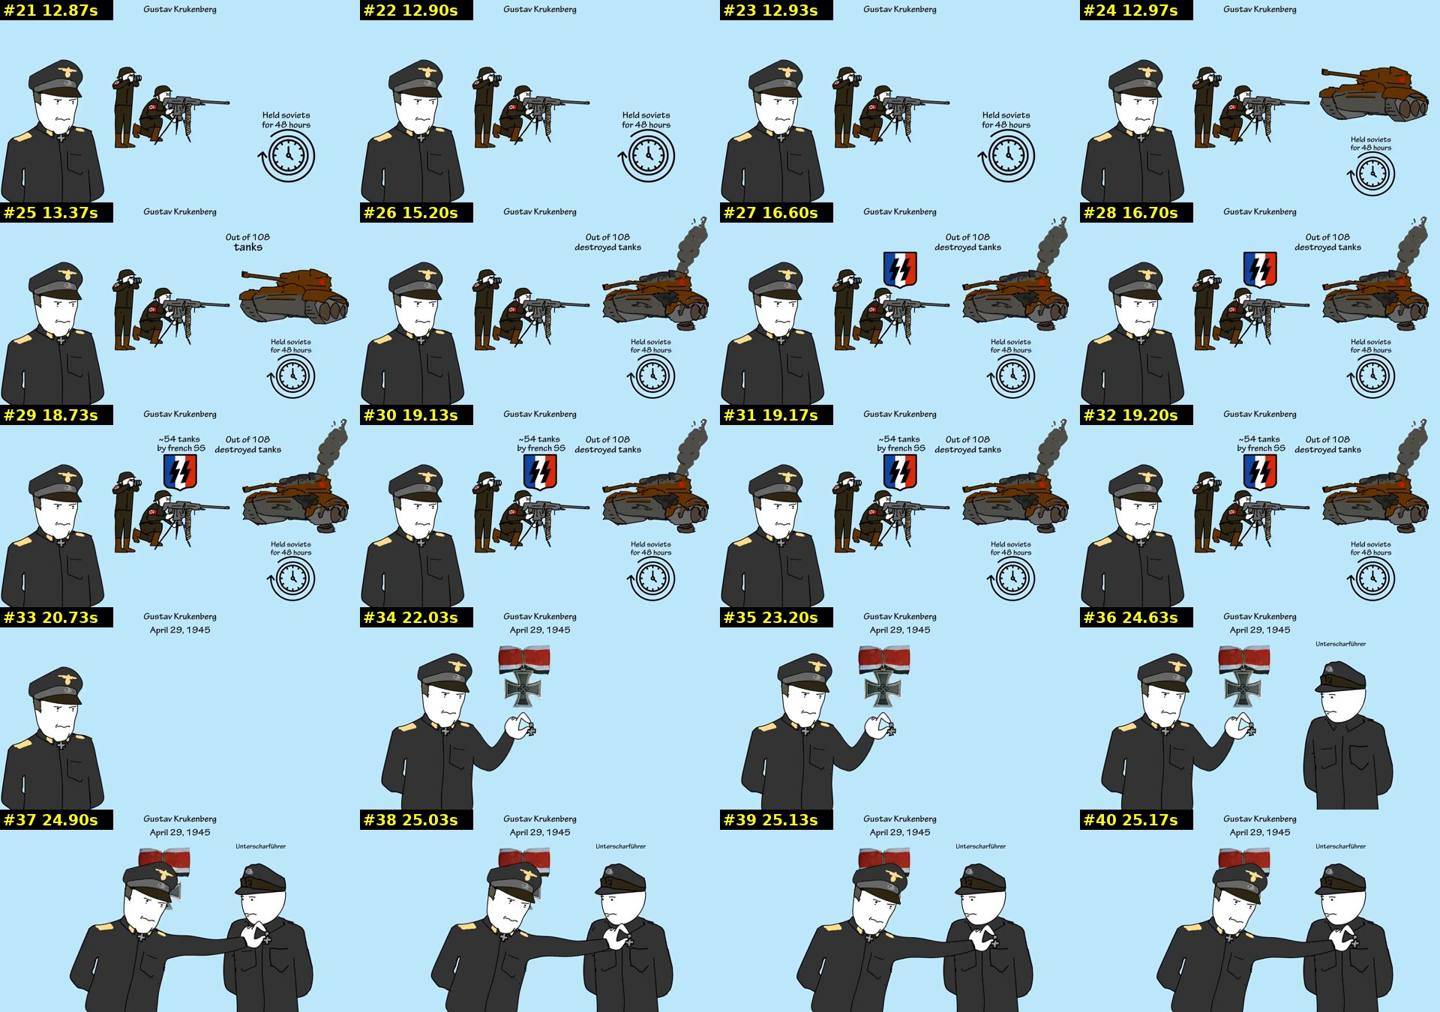 #21 12.87s
Gustav Krukenberg
Held soviets
for 48 hours
#22 12.90s
Gustav Krukenberg
Held soviets
for 48 hours
#23 12.93s
Gustav Krukenberg
Held soviets
for 48 hours
#24 12.97s
Gustav Krukenberg
Held soviets
for 48 hours
#25 13.37s
Gustav Krukenberg
Out of 108
tanks
Held soviets
for 48 hours
#26 15.20s
Gustav Krukenberg
Out of 108
destroyed tanks
Held soviets
for 48 hours
#27 16.60s
Gustav Krukenberg
Out of 108
destroyed tanks
Held soviets
for 48 hours
#28 16.70s
Gustav Krukenberg
Out of 108
destroyed tanks
Held soviets
for 48 hours
#29 18.73s
Gustav Krukenberg
~54 tanks
by french SS
Out of 108
destroyed tanks
Held soviets
for 48 hours
#30 19.13s
Gustav Krukenberg
~54 tanks
by french SS
Out of 108
destroyed tanks
Held soviets
for 48 hours
#31 19.17s
Gustav Krukenberg
~54 tanks
by french SS
Out of 108
destroyed tanks
Held soviets
for 48 hours
#32 19.20s
Gustav Krukenberg
~54 tanks
by french SS
Out of 108
destroyed tanks
Held soviets
for 48 hours
#33 20.73s
Gustav Krukenberg
April 29, 1945
#34 22.03s
Gustav Krukenberg
April 29, 1945
#35 23.20s
Gustav Krukenberg
April 29, 1945
#36 24.63s
Gustav Krukenberg
April 29, 1945
Unterscharführer
#37 24.90s
Gustav Krukenberg
April 29, 1945
Unterscharführer
#38 25.03s
Gustav Krukenberg
April 29, 1945
Unterscharführer
#39 25.13s
Gustav Krukenberg
April 29, 1945
Unterscharführer
#40 25.17s
Gustav Krukenberg
April 29, 1945
Unterscharführer